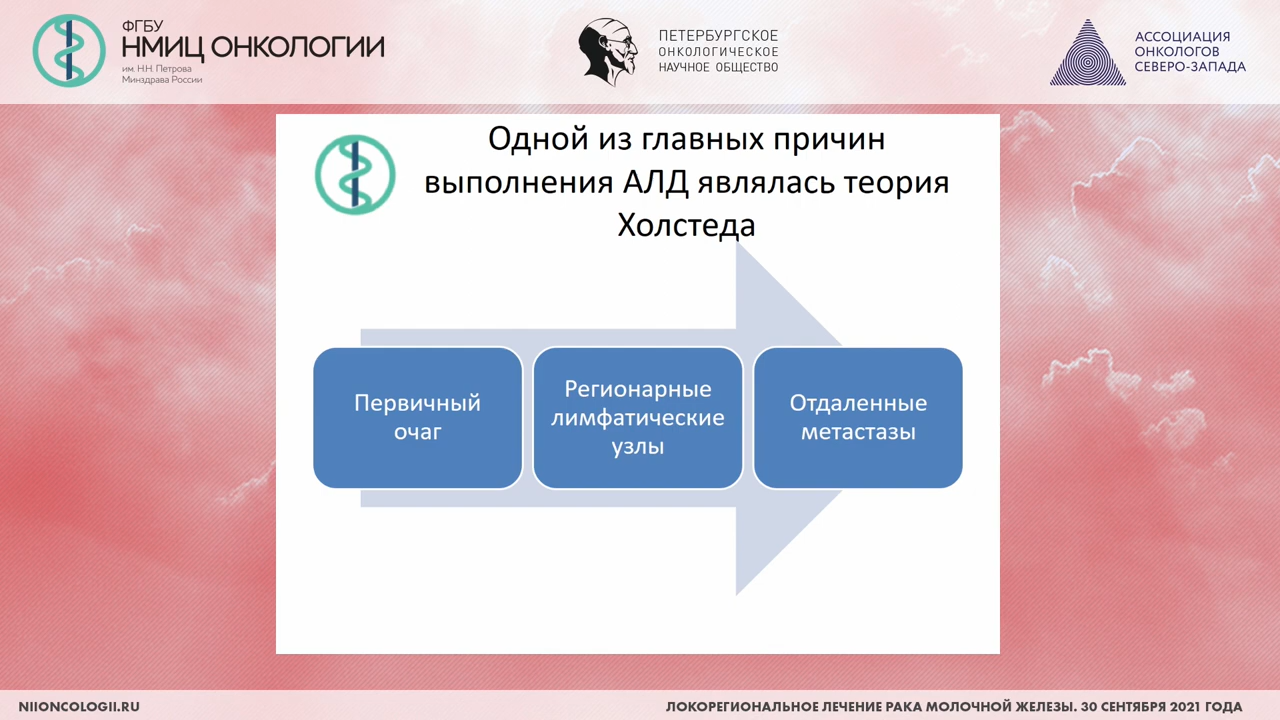 ФГБУ
НМИЦ ОНКОЛОГИИ
им. Н.Н. Петрова
Минздрава России
ПЕТЕРБУРГСКОЕ
ОНКОЛОГИЧЕСКОЕ
НАУЧНОЕ ОБЩЕСТВО
АССОЦИАЦИЯ
ОНКОЛОГОВ
СЕВЕРО-ЗАПАДА
Одной из главных причин
выполнения АЛД являлась теория
Холстеда
Первичный
очаг
Регионарные
лимфатические
узлы
Отдаленные
метастазы
NIIONCOLOGII.RU
ЛОКОРЕГИОНАЛЬНОЕ ЛЕЧЕНИЕ РАКА МОЛОЧНОЙ ЖЕЛЕЗЫ. 30 СЕНТЯБРЯ 2021 ГОДА